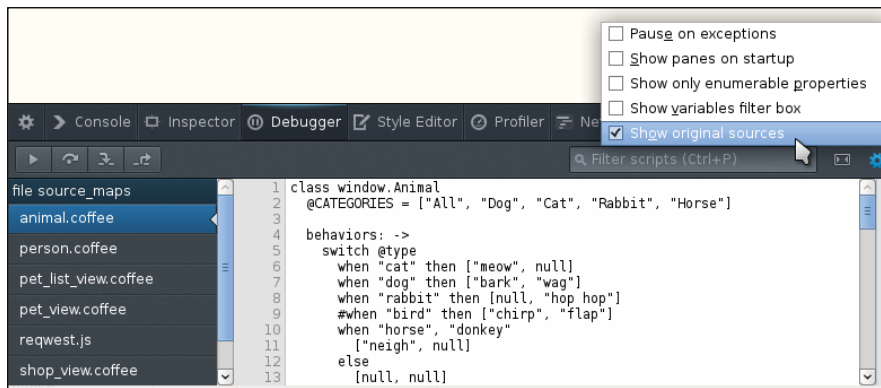 Pause on exceptions
Show panes on startup
Show only enumerable properties
Show variables filter box
Show original sources
Console
Inspector
Debugger
Style Editor
Profiler
Ne
Filter scripts (Ctrl+P)
file source_maps
animal.coffee
person.coffee
pet_list_view.coffee
pet_view.coffee
reqwest.js
shop_view.coffee
1 class window.Animal
2 @CATEGORIES = ["All", "Dog", "Cat", "Rabbit", "Horse"]
3
4 behaviors: ->
5 switch @type
6 when "cat" then ["meow", null]
7 when "dog" then ["bark", "wag"]
8 when "rabbit" then [null, "hop hop"]
9 #when "bird" then ["chirp", "flap"]
10 when "horse", "donkey"
11 ["neigh", null]
12 else
13 [null, null]